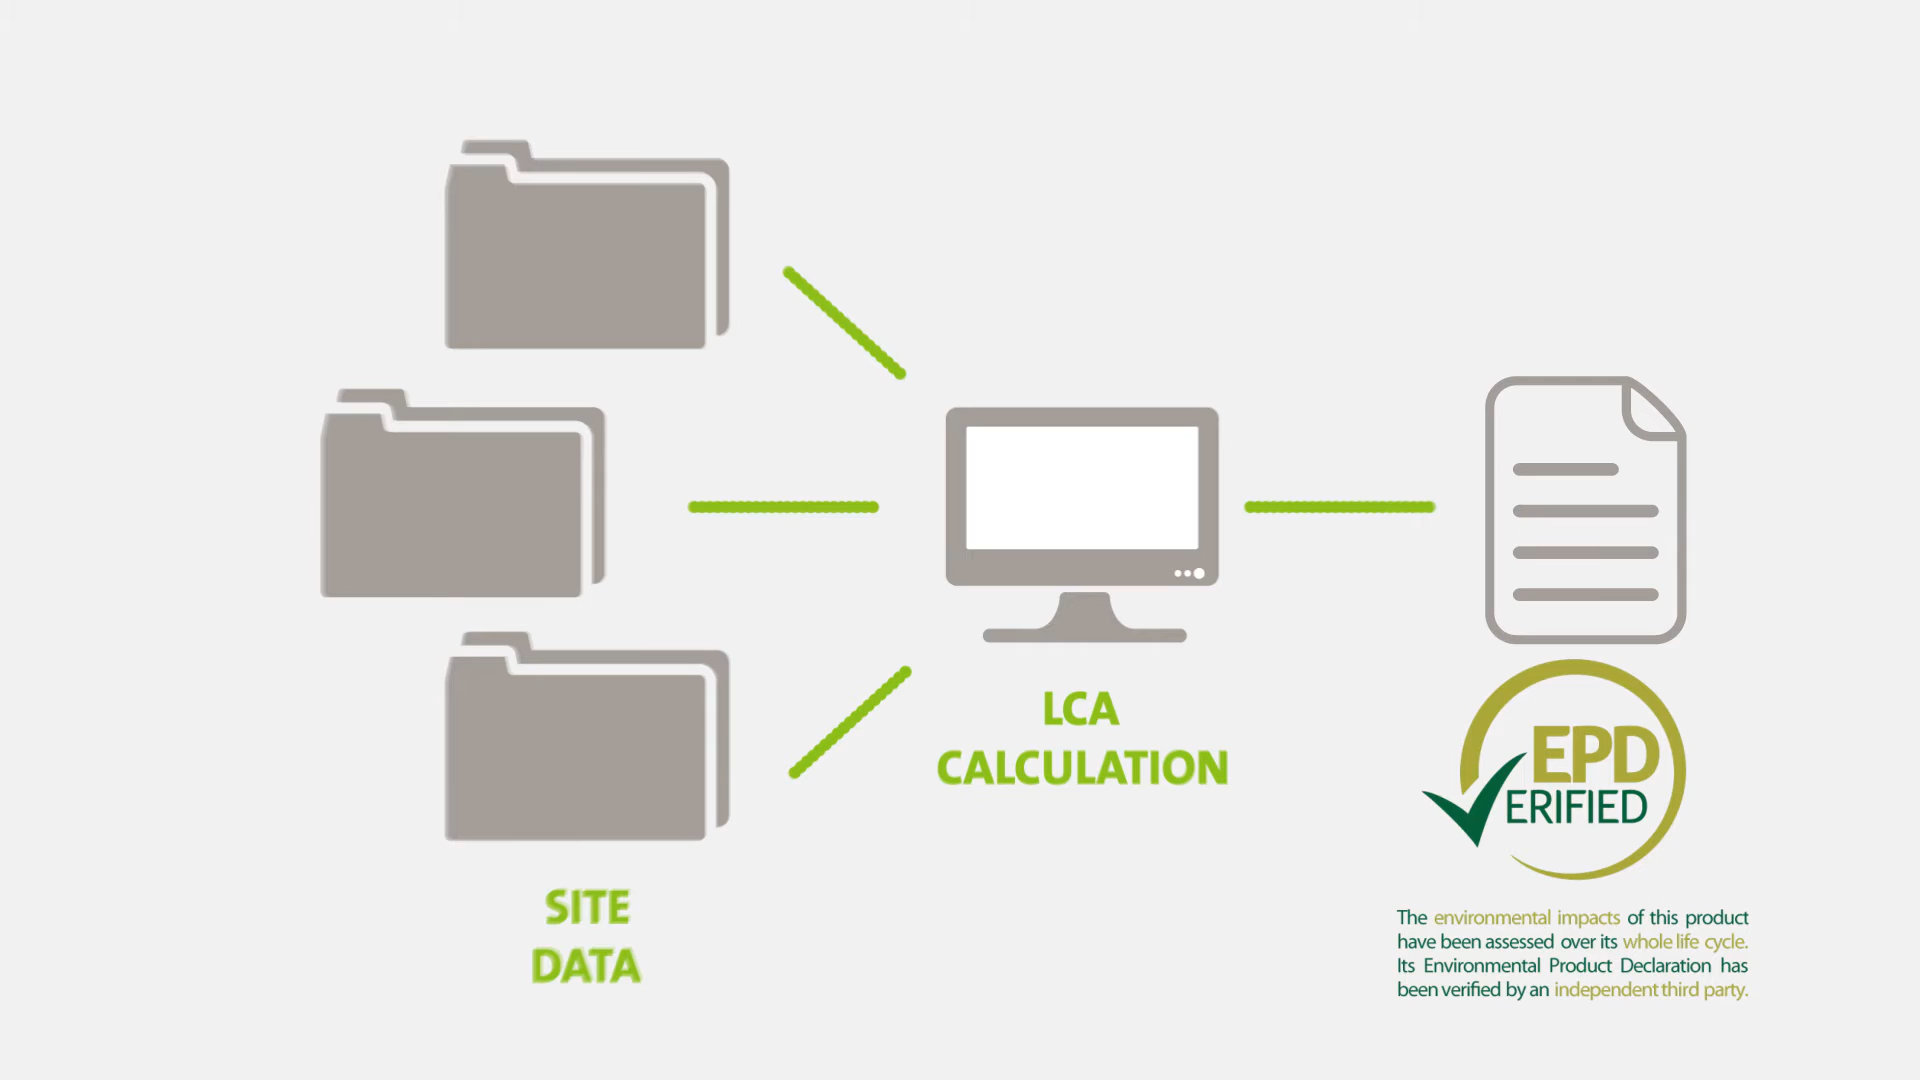 SITE
DATA
LCA
CALCULATION
EPD
VERIFIED
The environmental impacts of this product
have been assessed over its whole life cycle.
Its Environmental Product Declaration has
been verified by an independent third party.